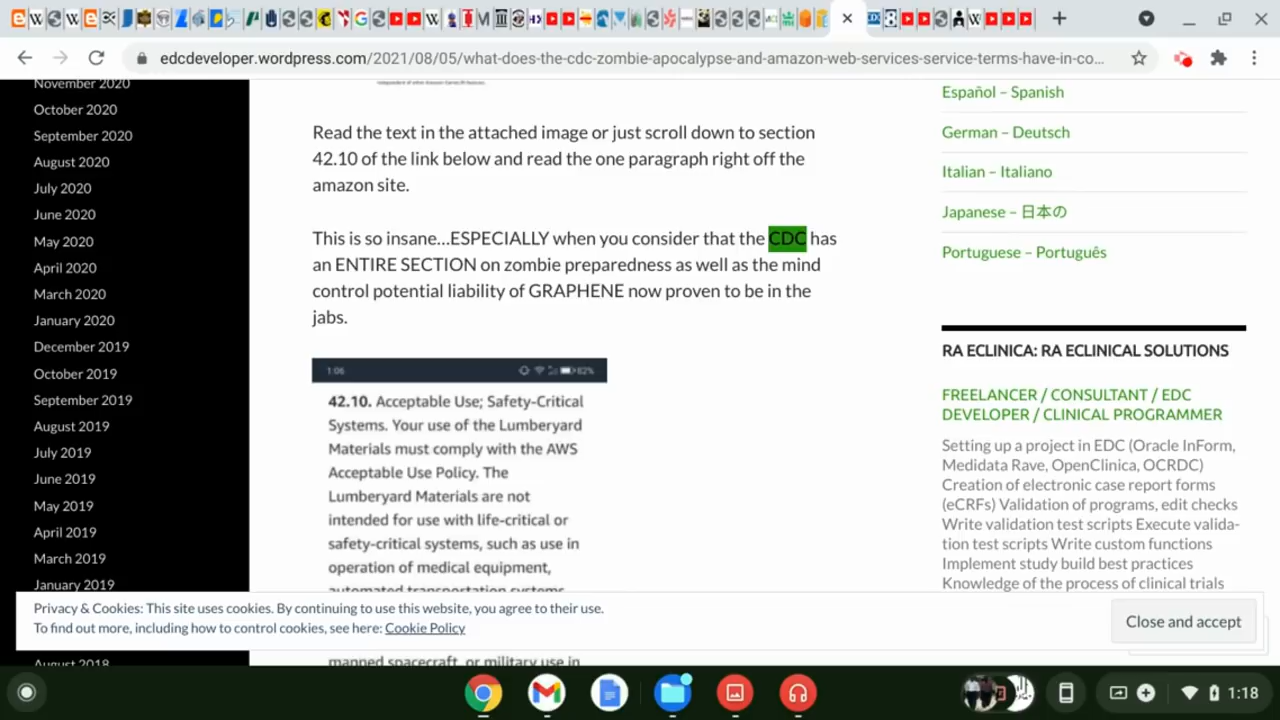 edcdeveloper.wordpress.com/2021/08/05/what-does-the-cdc-zombie-apocalypse-and-amazon-web-services-service-terms-have-in-co...
November 2020
October 2020
September 2020
August 2020
July 2020
June 2020
May 2020
April 2020
March 2020
January 2020
December 2019
October 2019
September 2019
August 2019
July 2019
June 2019
May 2019
April 2019
March 2019
January 2019
August 2018
Read the text in the attached image or just scroll down to section
42.10 of the link below and read the one paragraph right off the
amazon site.
This is so insane...ESPECIALLY when you consider that the CDC has
an ENTIRE SECTION on zombie preparedness as well as the mind
control potential liability of GRAPHENE now proven to be in the
jabs.
1:06
82%
42.10. Acceptable Use; Safety-Critical
Systems. Your use of the Lumberyard
Materials must comply with the AWS
Acceptable Use Policy. The
Lumberyard Materials are not
intended for use with life-critical or
safety-critical systems, such as use in
operation of medical equipment,
automated transportation systems
manned spacecraft, or military use in
Español – Spanish
German – Deutsch
Italian – Italiano
Japanese – 日本の
Portuguese – Português
RA ECLINICA: RA ECLINICAL SOLUTIONS
FREELANCER / CONSULTANT / EDC
DEVELOPER / CLINICAL PROGRAMMER
Setting up a project in EDC (Oracle InForm,
Medidata Rave, OpenClinica, OCRDC)
Creation of electronic case report forms
(eCRFs) Validation of programs, edit checks
Write validation test scripts Execute valida-
tion test scripts Write custom functions
Implement study build best practices
Knowledge of the process of clinical trials
Privacy & Cookies: This site uses cookies. By continuing to use this website, you agree to their use.
To find out more, including how to control cookies, see here: Cookie Policy
Close and accept
1:18